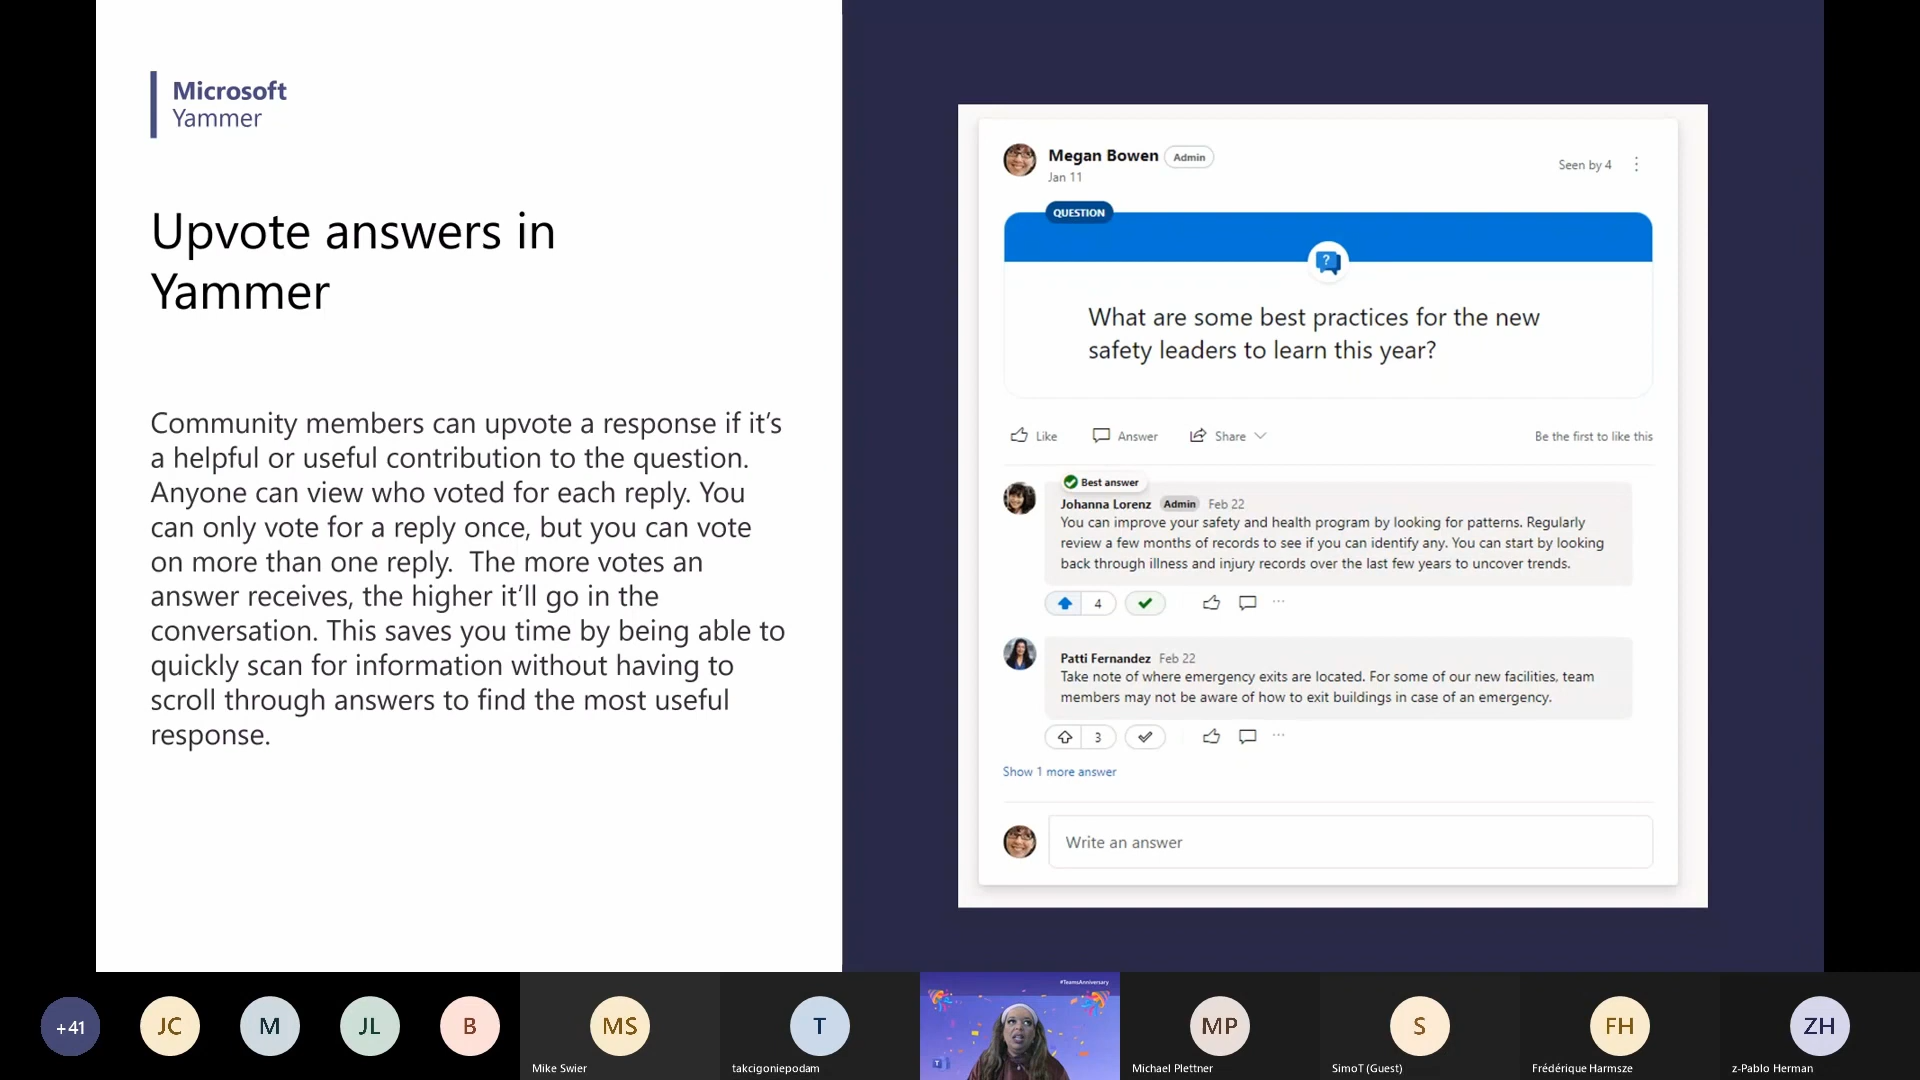 Microsoft
Yammer
Upvote answers in
Yammer
Community members can upvote a response if it’s
a helpful or useful contribution to the question.
Anyone can view who voted for each reply. You
can only vote for a reply once, but you can vote
on more than one reply.  The more votes an
answer receives, the higher it’ll go in the
conversation. This saves you time by being able to
quickly scan for information without having to
scroll through answers to find the most useful
response.
Megan Bowen Admin
Jan 11
Seen by 4
QUESTION
?
What are some best practices for the new
safety leaders to learn this year?
Like Answer Share Be the first to like this
Best answer
Johanna Lorenz Admin Feb 22
You can improve your safety and health program by looking for patterns. Regularly
review a few months of records to see if you can identify any. You can start by looking
back through illness and injury records over the last few years to uncover trends.
4
Patti Fernandez Feb 22
Take note of where emergency exits are located. For some of our new facilities, team
members may not be aware of how to exit buildings in case of an emergency.
3
Show 1 more answer
Write an answer
+41 JC M JL B MS T MP S FH ZH
#TeamsAnniversary
Mike Swier takcigoniepodam Michael Plettner SimoT (Guest) Frédérique Harmsze z-Pablo Herman